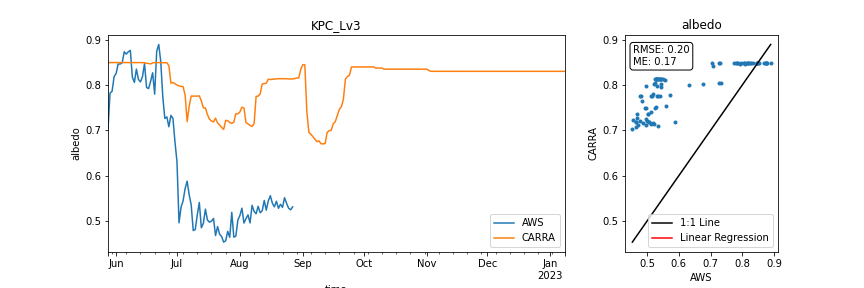 KPC_Lv3
albedo
0.9
0.8
0.7
0.6
0.5
albedo
AWS
CARRA
Jun
Jul
Aug
Sep
Oct
Nov
Dec
Jan
2023
time
albedo
RMSE: 0.20
ME: 0.17
0.9
0.8
0.7
0.6
0.5
CARRA
1:1 Line
Linear Regression
0.5
0.6
0.7
0.8
0.9
AWS